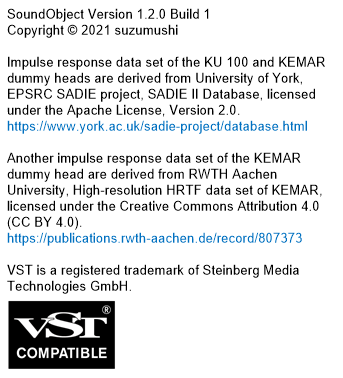 SoundObject Version 1.2.0 Build 1
Copyright © 2021 suzumushi
Impulse response data set of the KU 100 and KEMAR
dummy heads are derived from University of York,
EPSRC SADIE project, SADIE II Database, licensed
under the Apache License, Version 2.0.
https://www.york.ac.uk/sadie-project/database.html
Another impulse response data set of the KEMAR
dummy head are derived from RWTH Aachen
University, High-resolution HRTF data set of KEMAR,
licensed under the Creative Commons Attribution 4.0
(CC BY 4.0).
https://publications.rwth-aachen.de/record/807373
VST is a registered trademark of Steinberg Media
Technologies GmbH.
VST®
COMPATIBLE